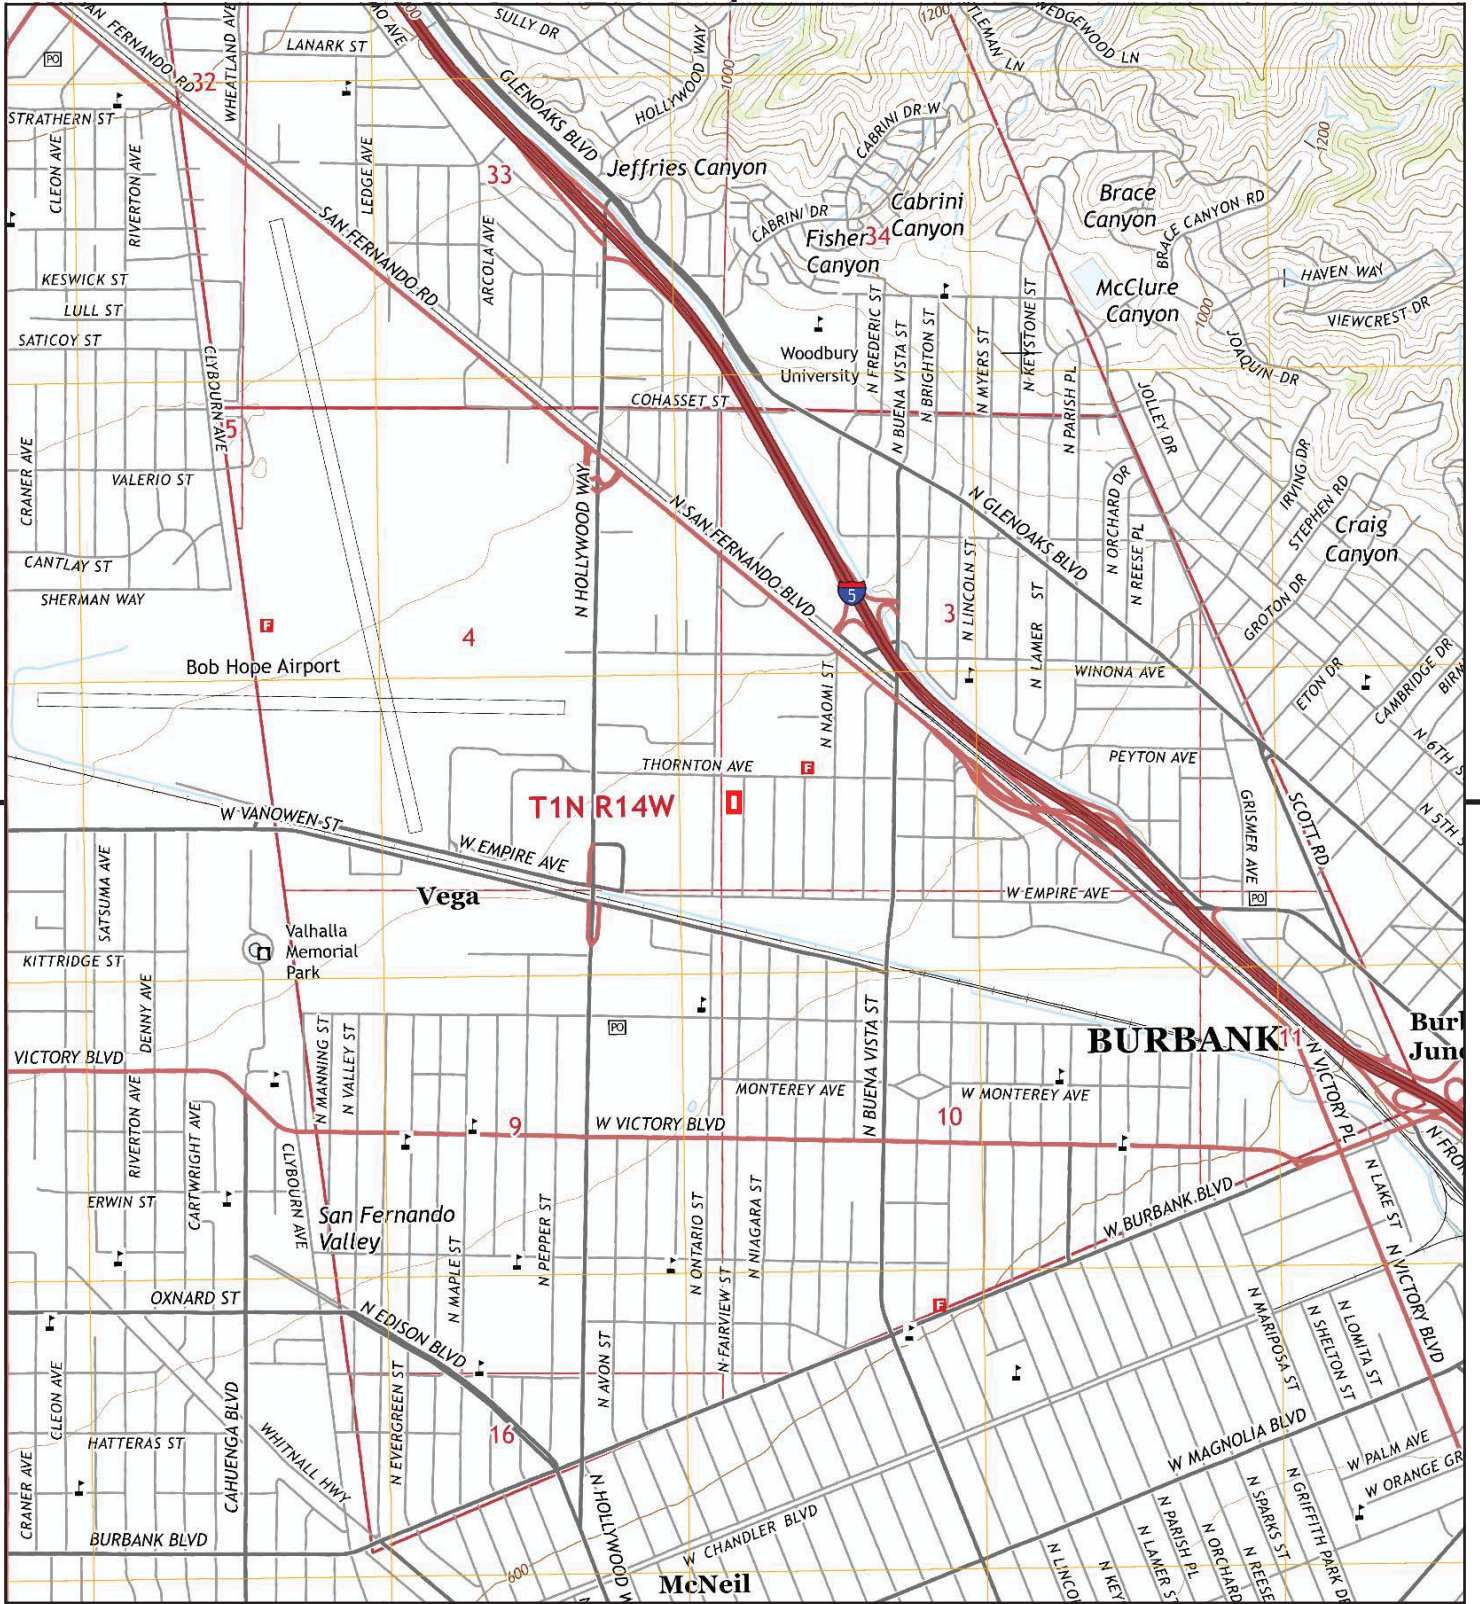 SAN FERNANDO RD
WHEATLAND AVE
LANARK ST
SULLY DR
1200
WEDGEWOOD LN
PO
32
GLENOAKS BLVD
HOLLYWOOD WAY
1000
STRATHERN ST
CABRINI DR W
1200
CLEON AVE
RIVERTON AVE
LEDGE AVE
33
Jeffries Canyon
Cabrini
Canyon
Brace
Canyon
BRACE CANYON RD
SAN FERNANDO RD
ARCOLA AVE
CABRINI DR
Fisher
Canyon
34
KESWICK ST
HAVEN WAY
McClure
Canyon
LULL ST
VIEWCREST DR
1000
SATICOY ST
CLYBOURN AVE
Woodbury
University
N FREDERIC ST
N BUENA VISTA ST
N BRIGHTON ST
N MYERS ST
N KEYSTONE ST
N PARISH PL
JOAQUIN DR
JOLLEY DR
COHASSET ST
5
CRANER AVE
VALERIO ST
N HOLLYWOOD WAY
N SAN FERNANDO BLVD
N GLENOAKS BLVD
N ORCHARD DR
N REESE PL
IRVING DR
STEPHEN RD
Craig
Canyon
CANTLAY ST
SHERMAN WAY
5
3
N LINCOLN ST
N LAMER ST
GROTON DR
F
4
Bob Hope Airport
WINONA AVE
ETON DR
CAMBRIDGE DR
N NAOMI ST
N 6TH S
THORNTON AVE
F
PEYTON AVE
T1N R14W
GRISMER AVE
SCOTT RD
N 5TH S
W VANOWEN ST
W EMPIRE AVE
Vega
W EMPIRE AVE
PO
SATSUMA AVE
Valhalla
Memorial
Park
KITTRIDGE ST
DENNY AVE
N MANNING ST
N VALLEY ST
PO
N BUENA VISTA ST
BURBANK
11
Burl
Junc
VICTORY BLVD
N VICTORY PL
MONTEREY AVE
W MONTEREY AVE
RIVERTON AVE
CARTWRIGHT AVE
9
W VICTORY BLVD
10
N FRO
CLYBOURN AVE
ERWIN ST
San Fernando
Valley
N MAPLE ST
N PEPPER ST
N ONTARIO ST
N NIAGARA ST
W BURBANK BLVD
N LAKE ST
OXNARD ST
N EDISON BLVD
N FAIRVIEW ST
F
N VICTORY BLVD
N MARIPOSA ST
N SHELTON ST
N LOMITA ST
CLEON AVE
CAHUENGA BLVD
N EVERGREEN ST
N AVON ST
16
HATTERAS ST
WHITNALL HWY
W MAGNOLIA BLVD
W PALM AVE
W ORANGE GR
CRANER AVE
BURBANK BLVD
N HOLLYWOOD W
W CHANDLER BLVD
600
McNeil
N LINCO
N KEY
N LAMER S
N PARISH PL
N ORCHARD
N REESE
N SPARKS ST
N GRIFFITH PARK D